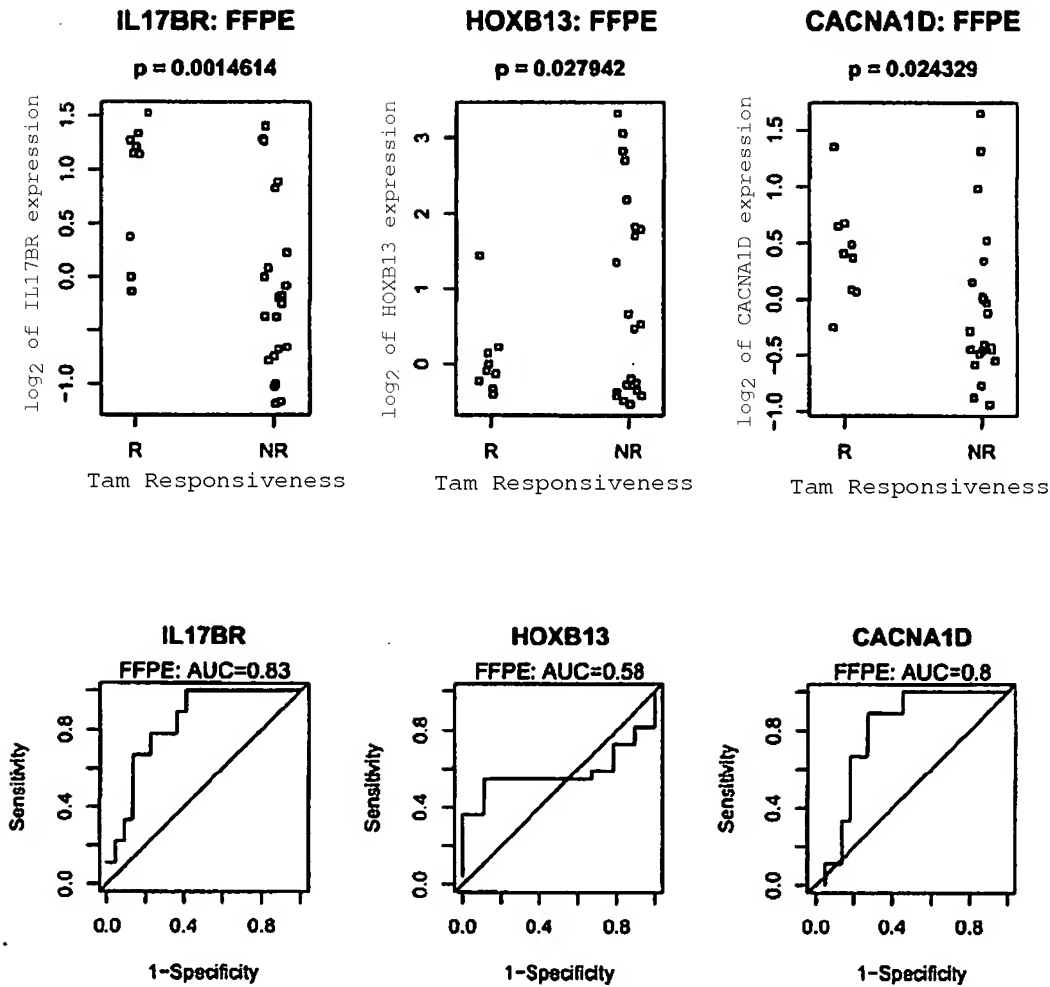 IL17BR: FFPE
p = 0.0014614
log2 of IL17BR expression
1.5
1.0
0.5
0.0
−1.0
R NR
Tam Responsiveness
HOXB13: FFPE
p = 0.027942
log2 of HOXB13 expression
3
2
1
0
R NR
Tam Responsiveness
CACNA1D: FFPE
p = 0.024329
log2 of CACNA1D expression
1.5
1.0
0.5
0.0
−0.5
−1.0
R NR
Tam Responsiveness
IL17BR
FFPE: AUC=0.83
Sensitivity
0.8
0.4
0.0
0.0 0.4 0.8
1−Specificity
HOXB13
FFPE: AUC=0.58
Sensitivity
0.8
0.4
0.0
0.0 0.4 0.8
1−Specificity
CACNA1D
FFPE: AUC=0.8
Sensitivity
0.8
0.4
0.0
0.0 0.4 0.8
1−Specificity